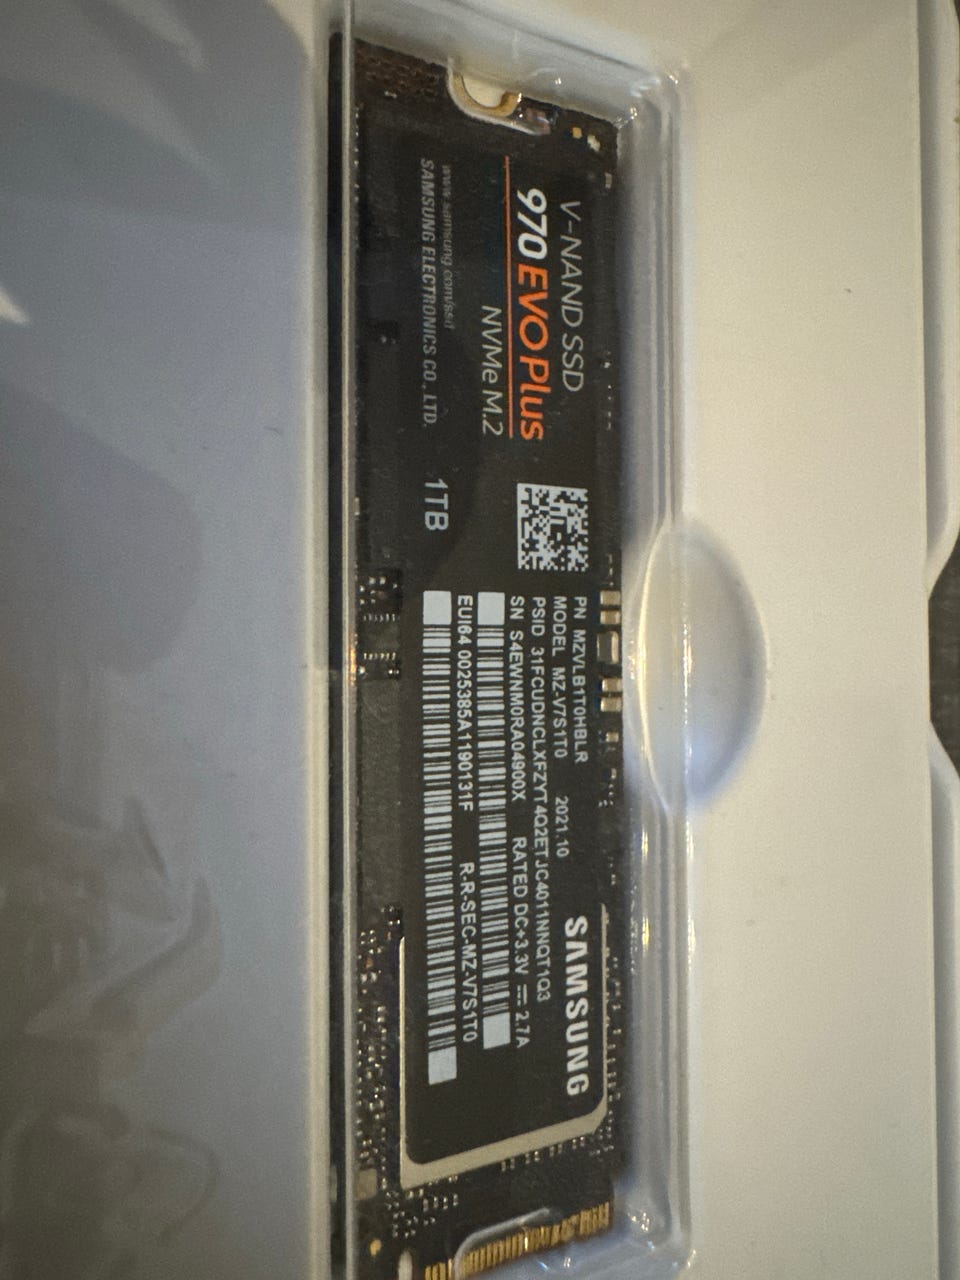 V-NAND SSD
970 EVO Plus
NVMe M.2
www.samsung.com/ssd
SAMSUNG ELECTRONICS CO., LTD.
1TB
PN MZVLB1T0HBLR
MODEL MZ-V7S1T0 2021.10
PSID 31FCUDNCLXFZYT4Q2ETJC4011NNQT1Q3
SN S4EWNM0RA04900X RATED DC+3.3V ⎓ 2.7A
EUI64 0025385A1190131F R-R-SEC-MZ-V7S1T0
SAMSUNG